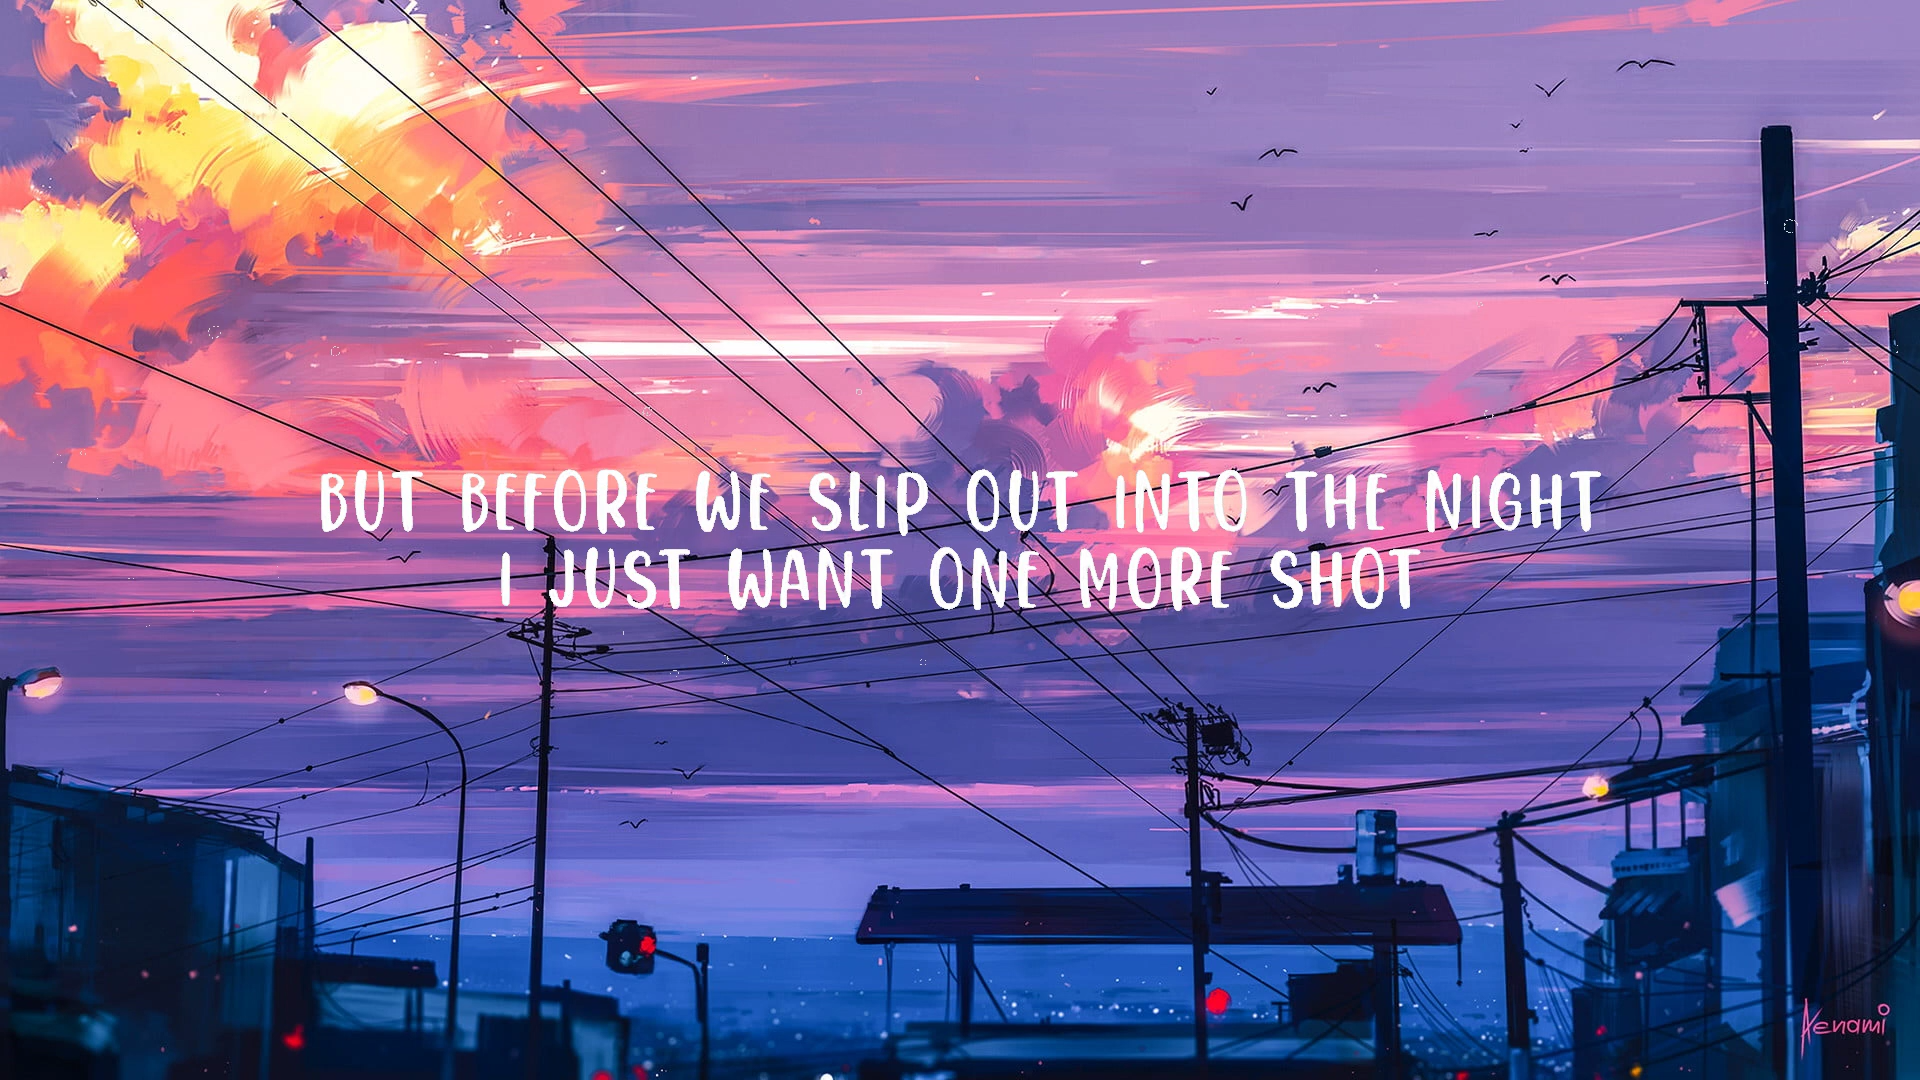 BUT BEFORE WE SLIP OUT INTO THE NIGHT
I JUST WANT ONE MORE SHOT
Aenami